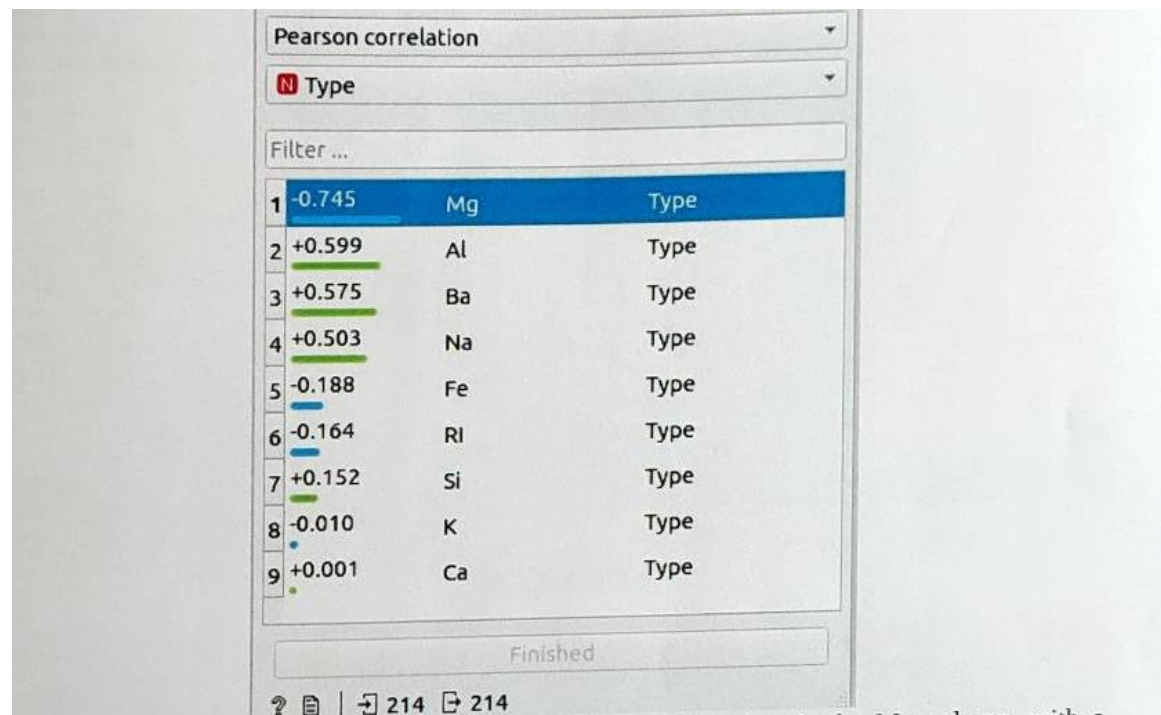 Pearson correlation
N Type
Filter ...
1 -0.745 Mg Type
2 +0.599 Al Type
3 +0.575 Ba Type
4 +0.503 Na Type
5 -0.188 Fe Type
6 -0.164 RI Type
7 +0.152 Si Type
8 -0.010 K Type
9 +0.001 Ca Type
Finished
? 214 214
with a